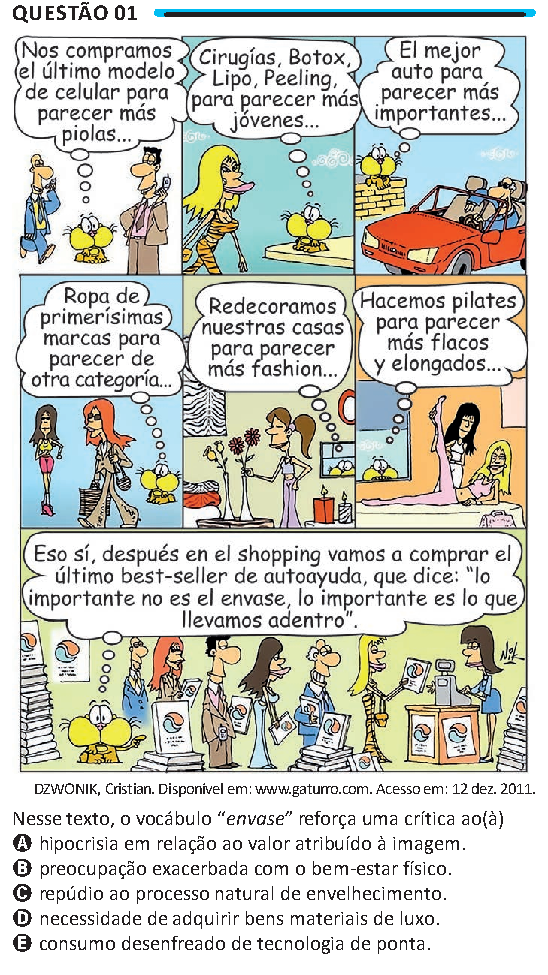 QUESTÃO 01
Nos compramos
el último modelo
de celular para
parecer más
piolas...
Cirugías, Botox,
Lipo, Peeling,
para parecer más
jóvenes...
El mejor
auto para
parecer más
importantes...
Ropa de
primerísimas
marcas para
parecer de
otra categoría...
Redecoramos
nuestras casas
para parecer
más fashion...
Hacemos pilates
para parecer
más flacos
y elongados...
Eso sí, después en el shopping vamos a comprar el
último best-seller de autoayuda, que dice: “lo
importante no es el envase, lo importante es lo que
llevamos adentro”.
Nik
DZWONIK, Cristian. Disponível em: www.gaturro.com. Acesso em: 12 dez. 2011.
Nesse texto, o vocábulo “envase” reforça uma crítica ao(à)
A hipocrisia em relação ao valor atribuído à imagem.
B preocupação exacerbada com o bem-estar físico.
C repúdio ao processo natural de envelhecimento.
D necessidade de adquirir bens materiais de luxo.
E consumo desenfreado de tecnologia de ponta.